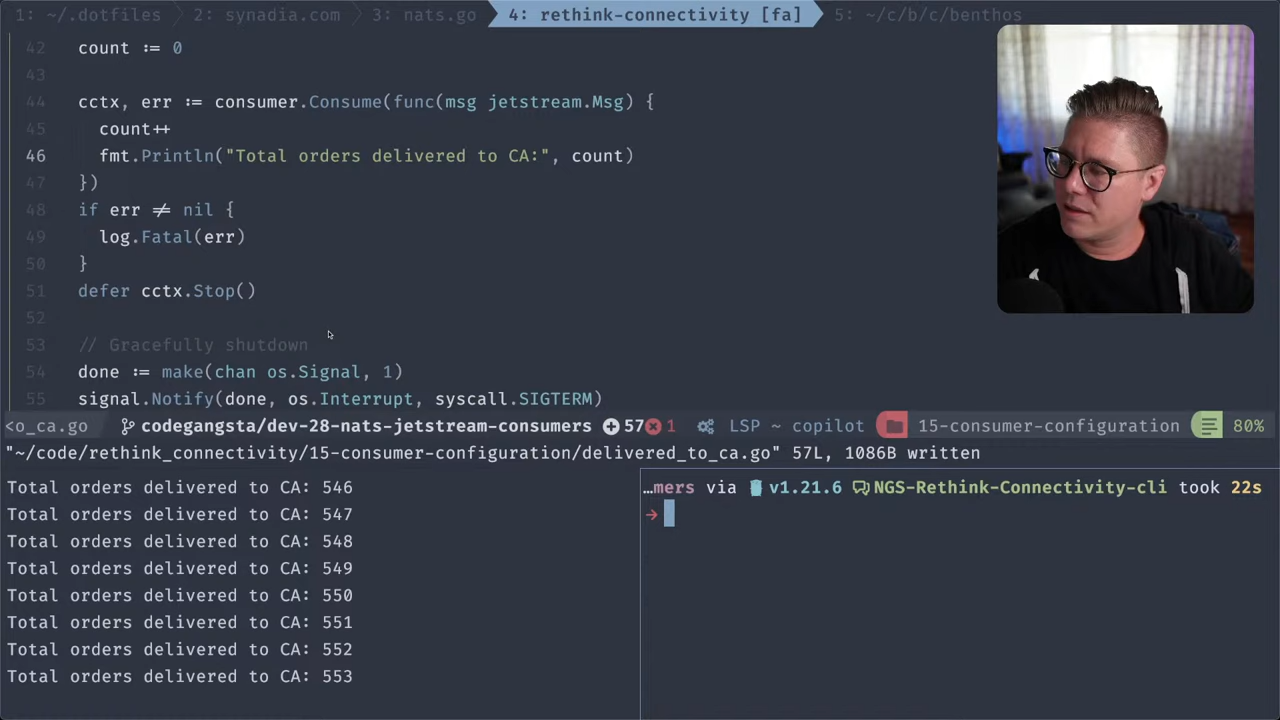 1: ~/.dotfiles
2: synadia.com
3: nats.go
4: rethink-connectivity [fa]
5: ~/c/b/c/benthos
42 count := 0
43
44 cctx, err := consumer.Consume(func(msg jetstream.Msg) {
45 count++
46 fmt.Println("Total orders delivered to CA:", count)
47 })
48 if err ≠ nil {
49 log.Fatal(err)
50 }
51 defer cctx.Stop()
52
53 // Gracefully shutdown
54 done := make(chan os.Signal, 1)
55 signal.Notify(done, os.Interrupt, syscall.SIGTERM)
<o_ca.go codegangsta/dev-28-nats-jetstream-consumers 57 1 LSP ~ copilot 15-consumer-configuration 80%
"~/code/rethink_connectivity/15-consumer-configuration/delivered_to_ca.go" 57L, 1086B written
Total orders delivered to CA: 546
Total orders delivered to CA: 547
Total orders delivered to CA: 548
Total orders delivered to CA: 549
Total orders delivered to CA: 550
Total orders delivered to CA: 551
Total orders delivered to CA: 552
Total orders delivered to CA: 553
…mers via v1.21.6 NGS-Rethink-Connectivity-cli took 22s
→